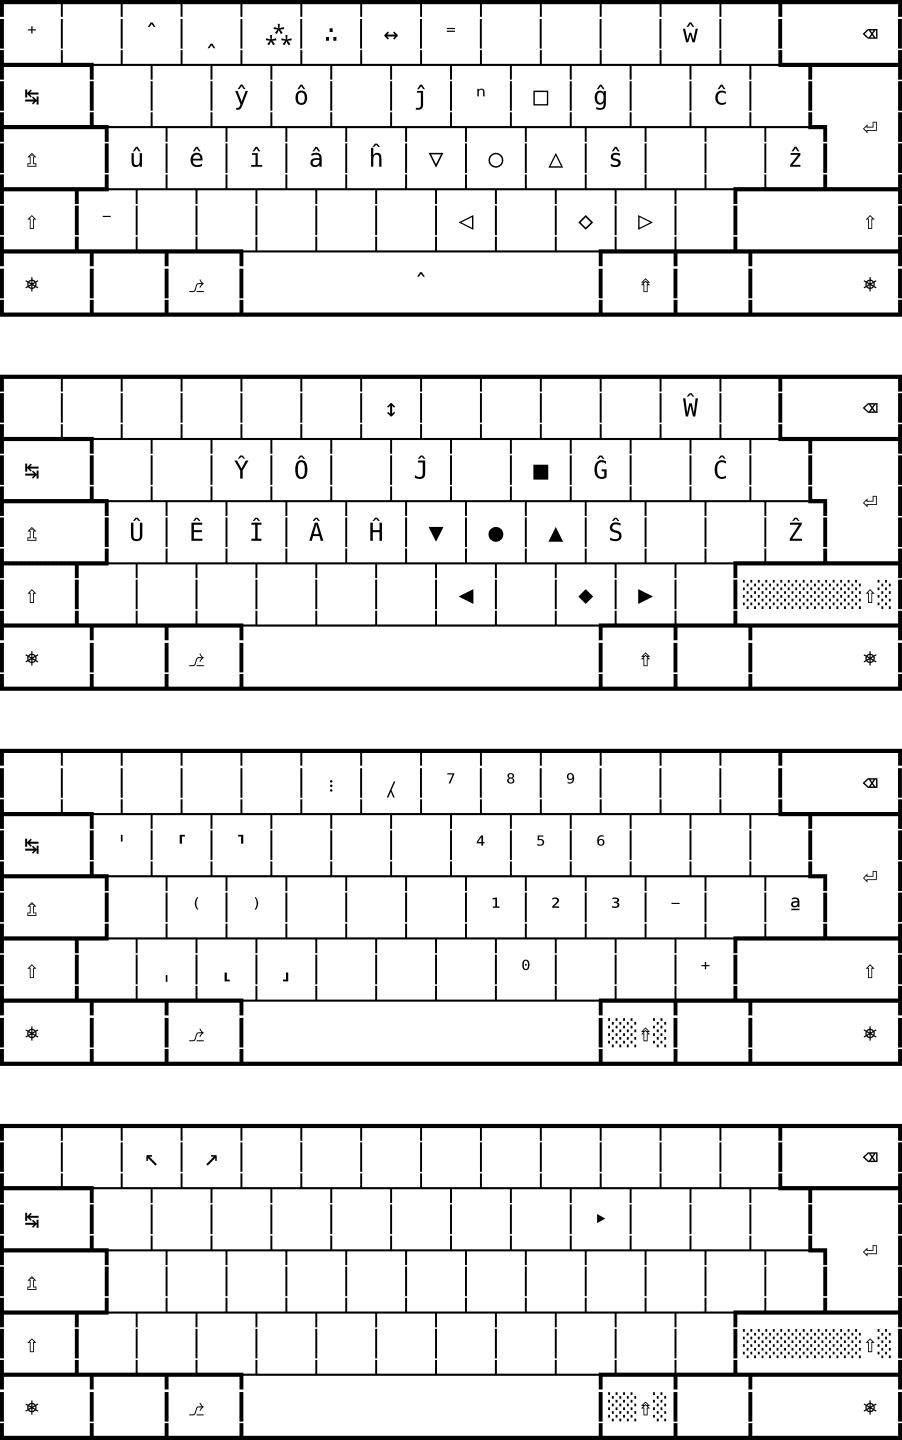 ⁺ ˆ ꞈ ⁂ ∴ ↔ ⁼ ŵ ⌫
↹ ŷ ô ĵ ⁿ □ ĝ ĉ ⏎
⇫ û ê î â ĥ ▽ ○ △ ŝ ẑ
⇧ ⁻ ◁ ◇ ▷ ⇧
⎈ ⎇ ˆ ⇮ ⎈
↕ Ŵ ⌫
↹ Ŷ Ô Ĵ ■ Ĝ Ĉ ⏎
⇫ Û Ê Î Â Ĥ ▼ ● ▲ Ŝ Ẑ
⇧ ◀ ◆ ▶ ⇧
⎈ ⎇ ⇮ ⎈
⁞ ⁷ ⁸ ⁹ ⌫
↹ ˈ ⸢ ⸣ ⁴ ⁵ ⁶ ⏎
⇫ ⁽ ⁾ ¹ ² ³ ⁻ ª
⇧ ˌ ⸤ ⸥ ⁰ ⁺ ⇧
⎈ ⎇ ⇮ ⎈
↖ ↗ ⌫
↹ ‣ ⏎
⇫
⇧ ⇧
⎈ ⎇ ⇮ ⎈